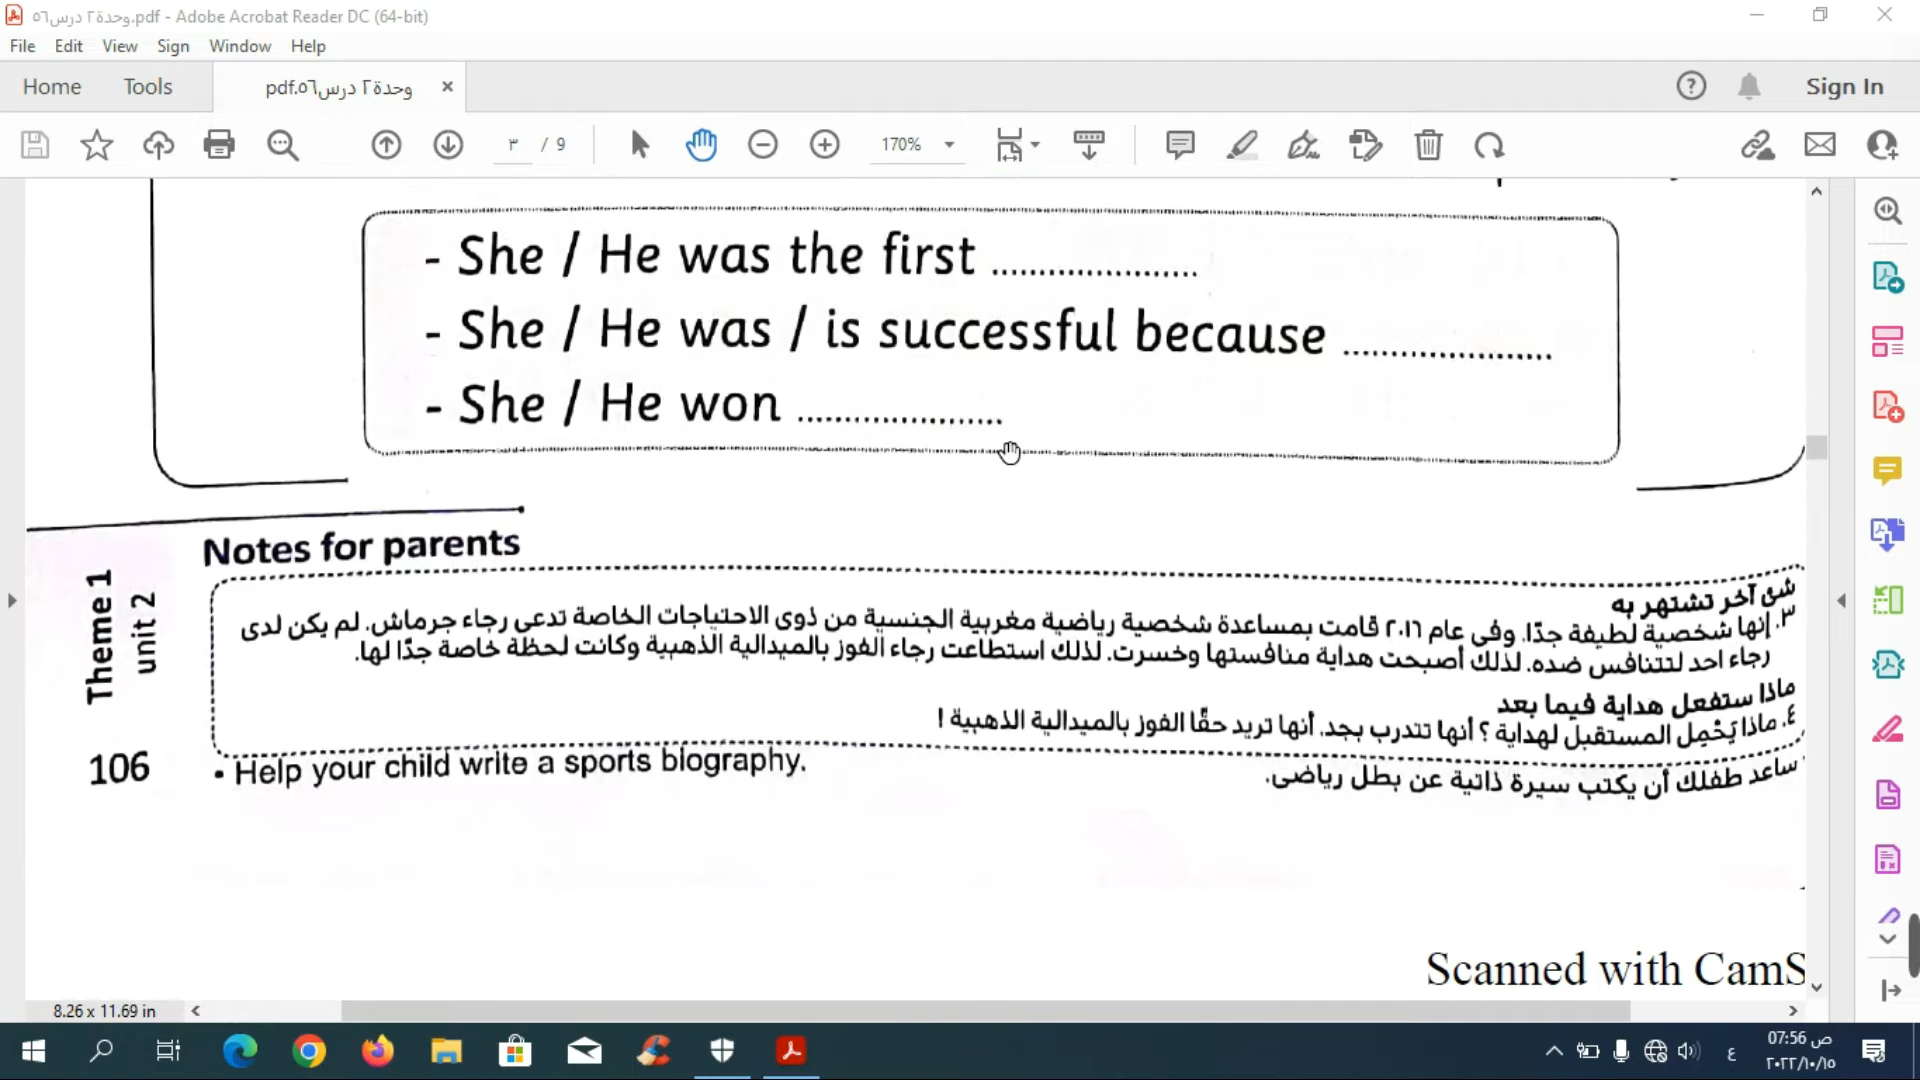 وحدة٢ درس٥٦.pdf - Adobe Acrobat Reader DC (64-bit)
File Edit View Sign Window Help
Home Tools وحدة٢ درس٥٦.pdf Sign In
٣ / 9 170%
- She / He was the first ......................
- She / He was / is successful because ......................
- She / He won ......................
Notes for parents
شئ آخر تشتهر به
٣. إنها شخصية لطيفة جدًا. وفى عام ٢٠١٦ قامت بمساعدة شخصية رياضية مغربية الجنسية من ذوى الاحتياجات الخاصة تدعى رجاء جرماش. لم يكن لدى
رجاء احد لتتنافس ضده. لذلك أصبحت هداية منافستها وخسرت. لذلك استطاعت رجاء الفوز بالميدالية الذهبية وكانت لحظة خاصة جدًا لها.
ماذا ستفعل هداية فيما بعد
٤. ماذا يَحْمِل المستقبل لهداية ؟ أنها تتدرب بجد. أنها تريد حقًا الفوز بالميدالية الذهبية !
• Help your child write a sports biography.
ساعد طفلك أن يكتب سيرة ذاتية عن بطل رياضى.
Theme 1
unit 2
106
Scanned with CamS
8.26 x 11.69 in
ع
07:56 ص
٢٠٢٢/١٠/١٥